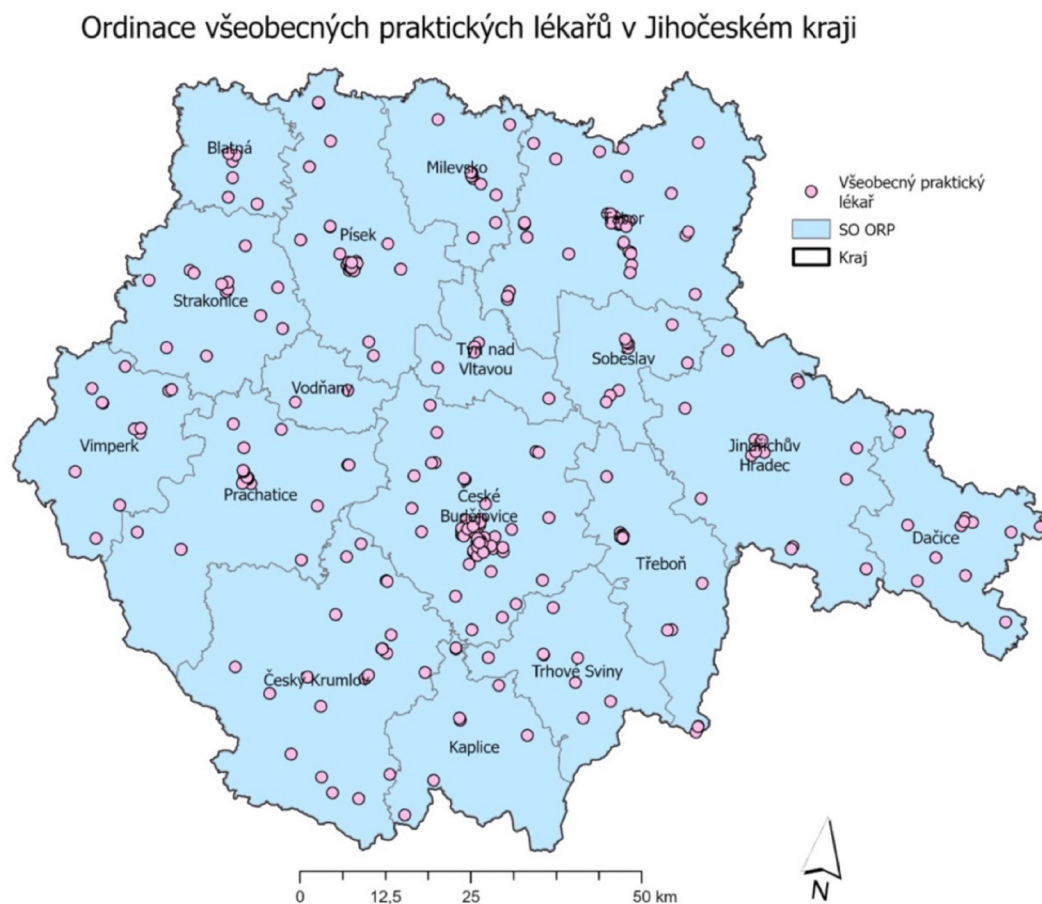 Ordinace všeobecných praktických lékařů v Jihočeském kraji
Blatná
Milevsko
Všeobecný praktický
lékař
SO ORP
Kraj
Tábor
Písek
Strakonice
Týn nad
Vltavou
Soběslav
Vodňany
Vimperk
Prachatice
Jindřichův
Hradec
České
Budějovice
Dačice
Třeboň
Český Krumlov
Trhové Sviny
Kaplice
0
12,5
25
50 km
N